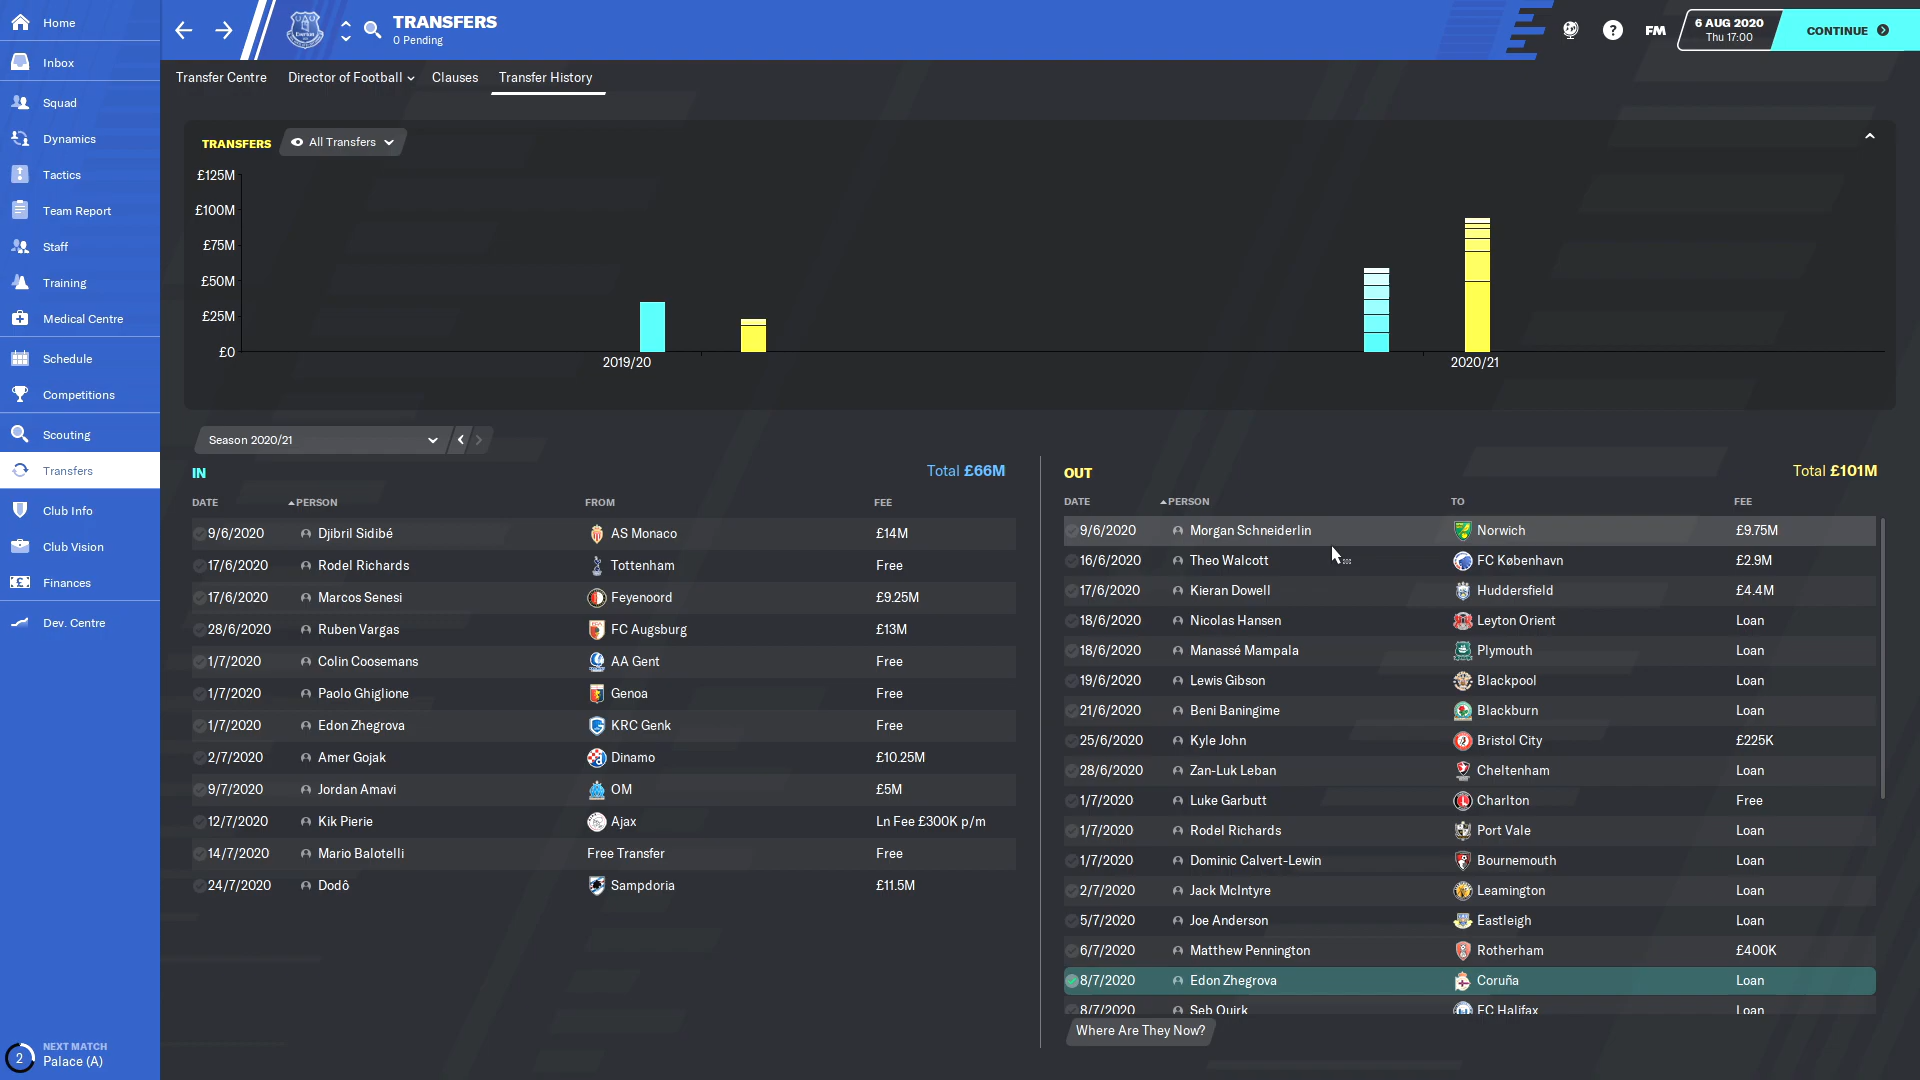 Home
Inbox
Squad
Dynamics
Tactics
Team Report
Staff
Training
Medical Centre
Schedule
Competitions
Scouting
Transfers
Club Info
Club Vision
Finances
Dev. Centre
2
NEXT MATCH
Palace (A)
TRANSFERS
0 Pending
?
FM
6 AUG 2020
Thu 17:00
CONTINUE
Transfer Centre Director of Football Clauses Transfer History
TRANSFERS All Transfers
£125M
£100M
£75M
£50M
£25M
£0
2019/20 2020/21
Season 2020/21
IN Total £66M
DATE PERSON FROM FEE
9/6/2020 Djibril Sidibé AS Monaco £14M
17/6/2020 Rodel Richards Tottenham Free
17/6/2020 Marcos Senesi Feyenoord £9.25M
28/6/2020 Ruben Vargas FC Augsburg £13M
1/7/2020 Colin Coosemans AA Gent Free
1/7/2020 Paolo Ghiglione Genoa Free
1/7/2020 Edon Zhegrova KRC Genk Free
2/7/2020 Amer Gojak Dinamo £10.25M
9/7/2020 Jordan Amavi OM £5M
12/7/2020 Kik Pierie Ajax Ln Fee £300K p/m
14/7/2020 Mario Balotelli Free Transfer Free
24/7/2020 Dodô Sampdoria £11.5M
OUT Total £101M
DATE PERSON TO FEE
9/6/2020 Morgan Schneiderlin Norwich £9.75M
16/6/2020 Theo Walcott FC København £2.9M
17/6/2020 Kieran Dowell Huddersfield £4.4M
18/6/2020 Nicolas Hansen Leyton Orient Loan
18/6/2020 Manassé Mampala Plymouth Loan
19/6/2020 Lewis Gibson Blackpool Loan
21/6/2020 Beni Baningime Blackburn Loan
25/6/2020 Kyle John Bristol City £225K
28/6/2020 Zan-Luk Leban Cheltenham Loan
1/7/2020 Luke Garbutt Charlton Free
1/7/2020 Rodel Richards Port Vale Loan
1/7/2020 Dominic Calvert-Lewin Bournemouth Loan
2/7/2020 Jack McIntyre Leamington Loan
5/7/2020 Joe Anderson Eastleigh Loan
6/7/2020 Matthew Pennington Rotherham £400K
8/7/2020 Edon Zhegrova Coruña Loan
8/7/2020 Seb Quirk FC Halifax Loan
Where Are They Now?